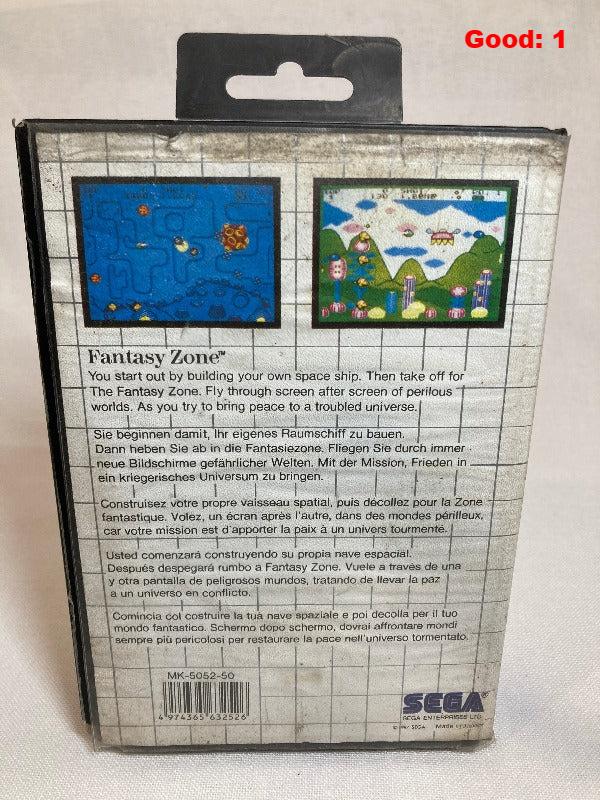 Good: 1
Fantasy Zone™
You start out by building your own space ship. Then take off for
The Fantasy Zone. Fly through screen after screen of perilous
worlds. As you try to bring peace to a troubled universe.
Sie beginnen damit, Ihr eigenes Raumschiff zu bauen.
Dann heben Sie ab in die Fantasiezone. Fliegen Sie durch immer
neue Bildschirme gefährlicher Welten. Mit der Mission, Frieden in
ein kriegerisches Universum zu bringen.
Construisez votre propre vaisseau spatial, puis décollez pour la Zone
fantastique. Volez, un écran après l'autre, dans des mondes périlleux,
car votre mission est d'apporter la paix à un univers tourmenté.
Usted comenzará construyendo su propia nave espacial.
Después despegará rumbo a Fantasy Zone. Vuele a través de una
y otra pantalla de peligrosos mundos, tratando de llevar la paz
a un universo en conflicto.
Comincia col costruire la tua nave spaziale e poi decolla per il tuo
mondo fantastico. Schermo dopo schermo, dovrai affrontare mondi
sempre più pericolosi per restaurare la pace nell'universo tormentato.
MK-5052-50
4 974365 632526
SEGA®
SEGA ENTERPRISES LTD.
© 1987 SEGA Made in